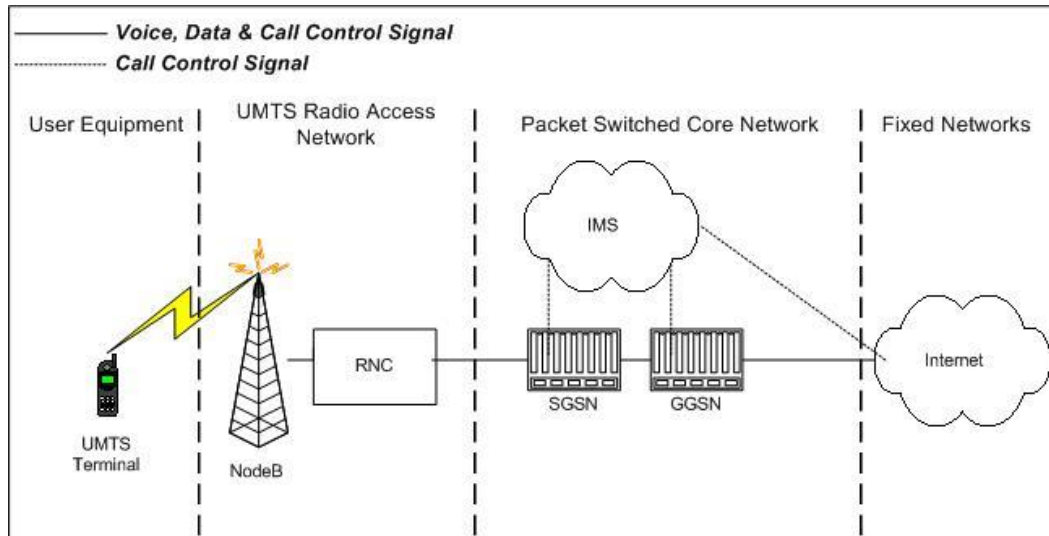 Voice, Data & Call Control Signal
Call Control Signal
User Equipment
UMTS Radio Access
Network
Packet Switched Core Network
Fixed Networks
IMS
RNC
Internet
SGSN
GGSN
UMTS
Terminal
NodeB